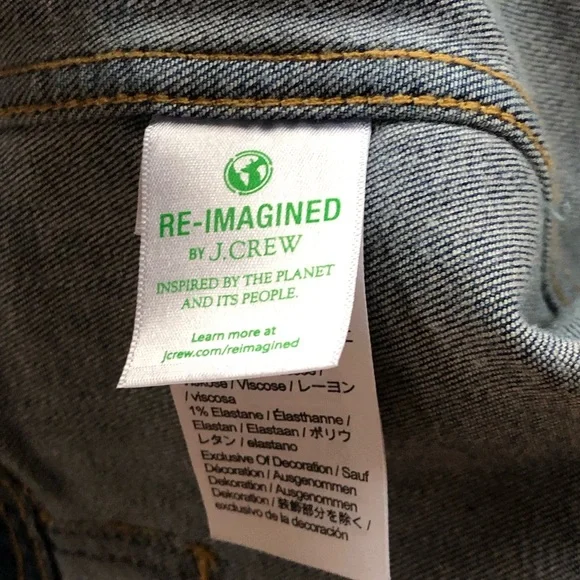 RE-IMAGINED
BY J.CREW
INSPIRED BY THE PLANET
AND ITS PEOPLE.
Learn more at
jcrew.com/reimagined
/ Viscose / レーヨン
/ viscosa
1% Elastane / Élasthanne /
Elastan / Elastaan / ポリウ
レタン / elastano
Exclusive Of Decoration / Sauf
Décoration / Ausgenommen
Dekoration / Ausgenommen
Dekoration / 装飾部分を除く /
exclusivo de la decoración